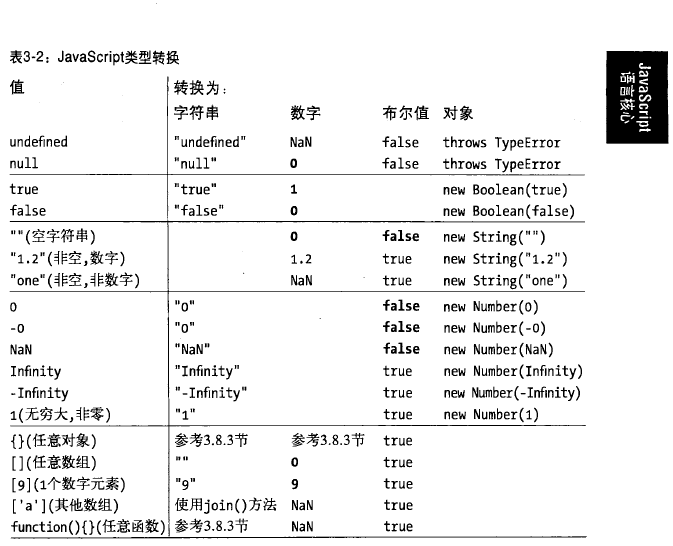 表3-2：JavaScript类型转换
值 转换为：
字符串 数字 布尔值 对象
undefined "undefined" NaN false throws TypeError
null "null" 0 false throws TypeError
true "true" 1 new Boolean(true)
false "false" 0 new Boolean(false)
""(空字符串) 0 false new String("")
"1.2"(非空,数字) 1.2 true new String("1.2")
"one"(非空,非数字) NaN true new String("one")
0 "0" false new Number(0)
-0 "0" false new Number(-0)
NaN "NaN" false new Number(NaN)
Infinity "Infinity" true new Number(Infinity)
-Infinity "-Infinity" true new Number(-Infinity)
1(无穷大,非零) "1" true new Number(1)
{}(任意对象) 参考3.8.3节 参考3.8.3节 true
[](任意数组) "" 0 true
[9](1个数字元素) "9" 9 true
['a'](其他数组) 使用join()方法 NaN true
function(){}(任意函数) 参考3.8.3节 NaN true
JavaScript
语言核心